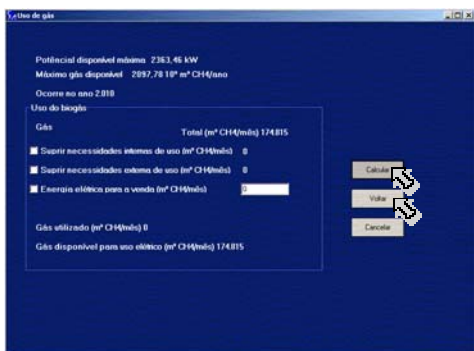 Uso de gás
Potêncial disponível máxima 2363,46 kW
Máximo gás disponível 2097,78 10³ m³ CH4/ano
Ocorre no ano 2.010
Uso do biogás
Gás
Total (m³ CH4/mês) 174.815
Suprir necessidades internas de uso (m³ CH4/mês) 0
Suprir necessidades externa de uso (m³ CH4/mês) 0
Energia elétrica para a venda (m³ CH4/mês) 0
Gás utilizado (m³ CH4/mês) 0
Gás disponível para uso elétrico (m³ CH4/mês) 174.815
Calcular
Voltar
Cancelar